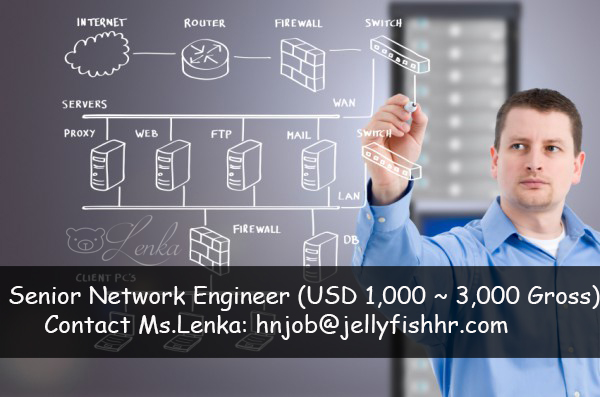 INTERNET ROUTER FIREWALL SWITCH
SERVERS WAN
PROXY WEB FTP MAIL SWITCH
LAN
Lenka FIREWALL DB
CLIENT PC's
Senior Network Engineer (USD 1,000 ~ 3,000 Gross)
Contact Ms.Lenka: hnjob@jellyfishhr.com